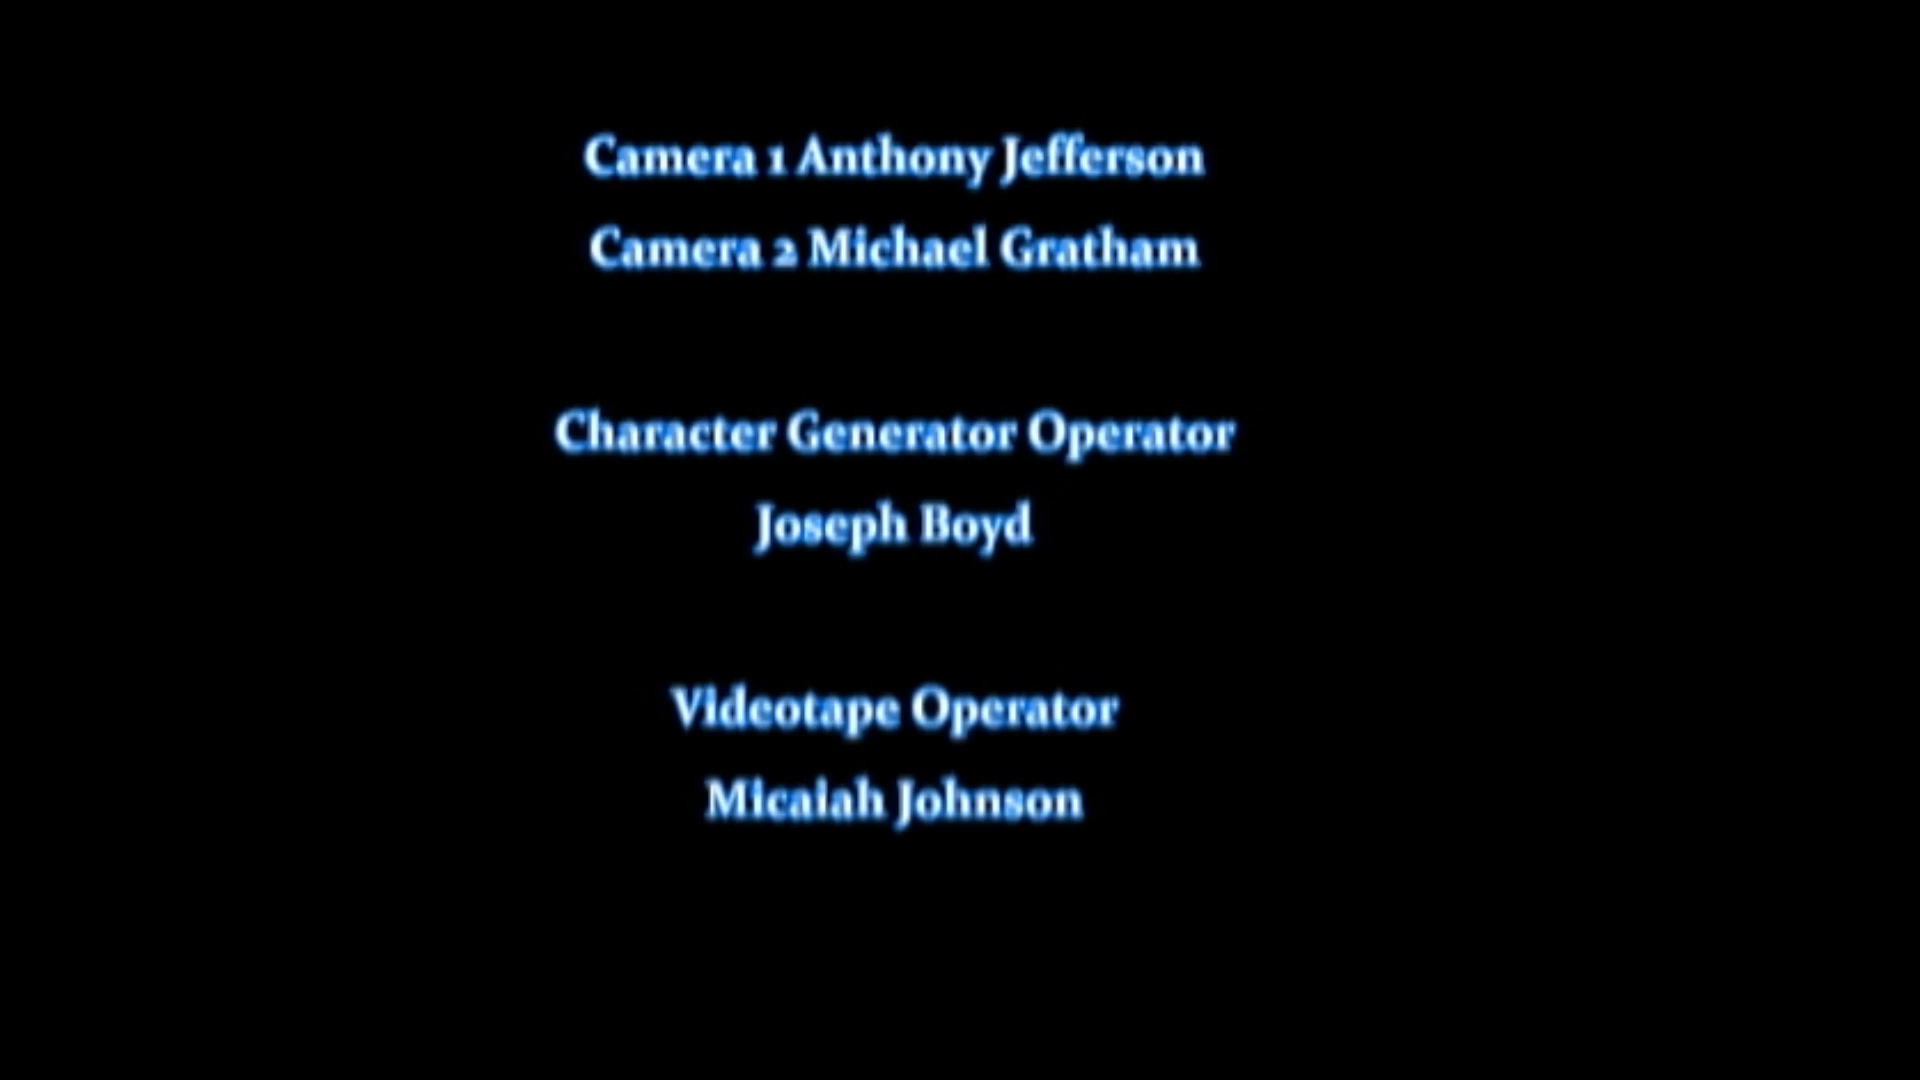 Camera 1 Anthony Jefferson
Camera 2 Michael Gratham
Character Generator Operator
Joseph Boyd
Videotape Operator
Micaiah Johnson